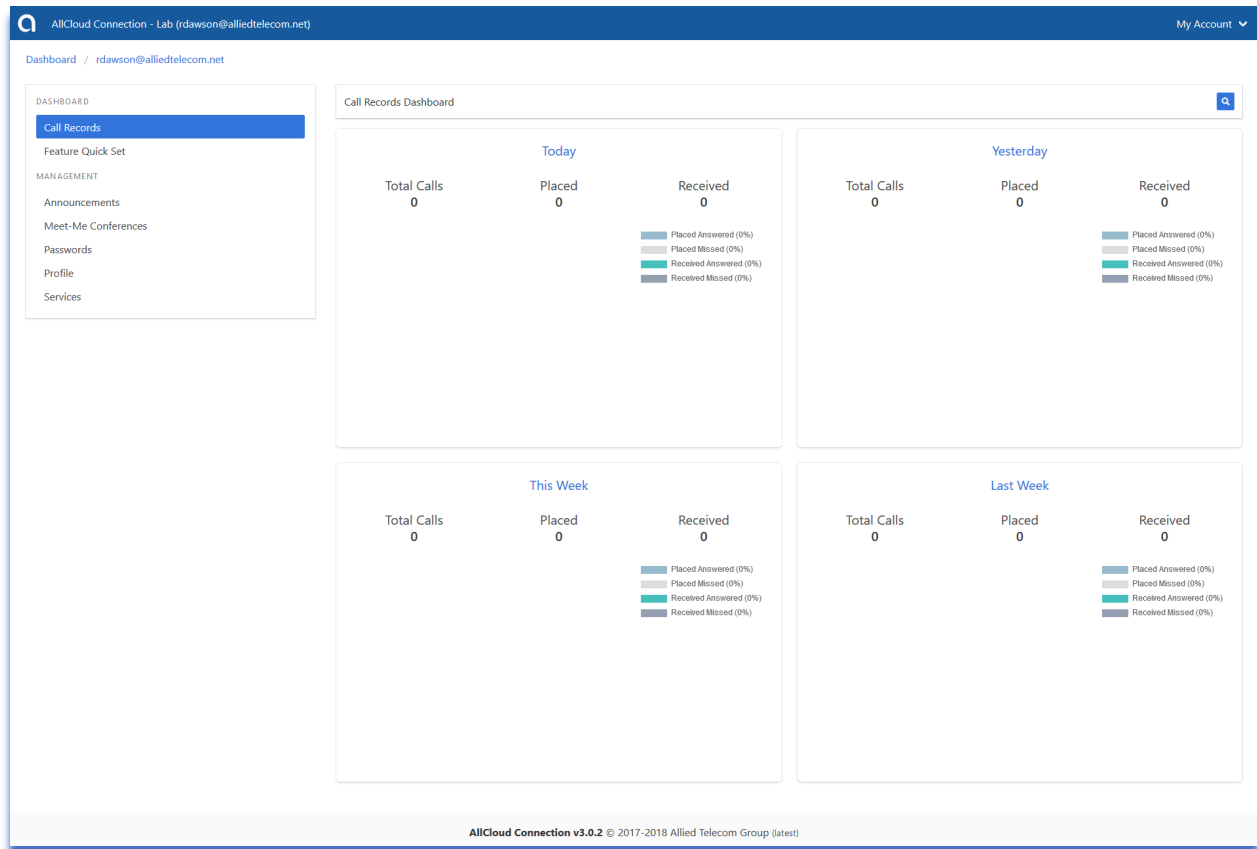 AllCloud Connection - Lab (rdawson@alliedtelecom.net)
My Account
Dashboard / rdawson@alliedtelecom.net
DASHBOARD
Call Records
Feature Quick Set
MANAGEMENT
Announcements
Meet-Me Conferences
Passwords
Profile
Services
Call Records Dashboard
Today
Total Calls Placed Received
0 0 0
Placed Answered (0%)
Placed Missed (0%)
Received Answered (0%)
Received Missed (0%)
Yesterday
Total Calls Placed Received
0 0 0
Placed Answered (0%)
Placed Missed (0%)
Received Answered (0%)
Received Missed (0%)
This Week
Total Calls Placed Received
0 0 0
Placed Answered (0%)
Placed Missed (0%)
Received Answered (0%)
Received Missed (0%)
Last Week
Total Calls Placed Received
0 0 0
Placed Answered (0%)
Placed Missed (0%)
Received Answered (0%)
Received Missed (0%)
AllCloud Connection v3.0.2 © 2017-2018 Allied Telecom Group (latest)